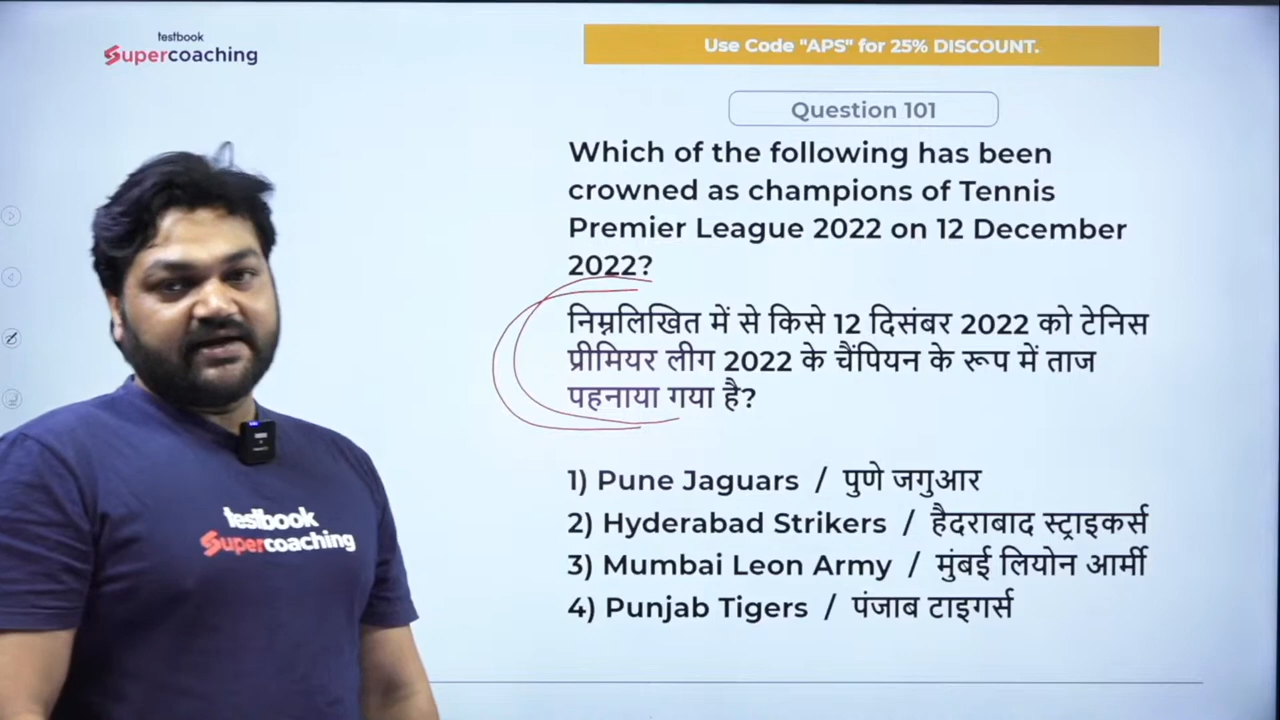 testbook
Supercoaching
Use Code "APS" for 25% DISCOUNT.
Question 101
Which of the following has been
crowned as champions of Tennis
Premier League 2022 on 12 December
2022?
निम्नलिखित में से किसे 12 दिसंबर 2022 को टेनिस
प्रीमियर लीग 2022 के चैंपियन के रूप में ताज
पहनाया गया है?
1) Pune Jaguars / पुणे जगुआर
2) Hyderabad Strikers / हैदराबाद स्ट्राइकर्स
3) Mumbai Leon Army / मुंबई लियोन आर्मी
4) Punjab Tigers / पंजाब टाइगर्स
testbook
Supercoaching